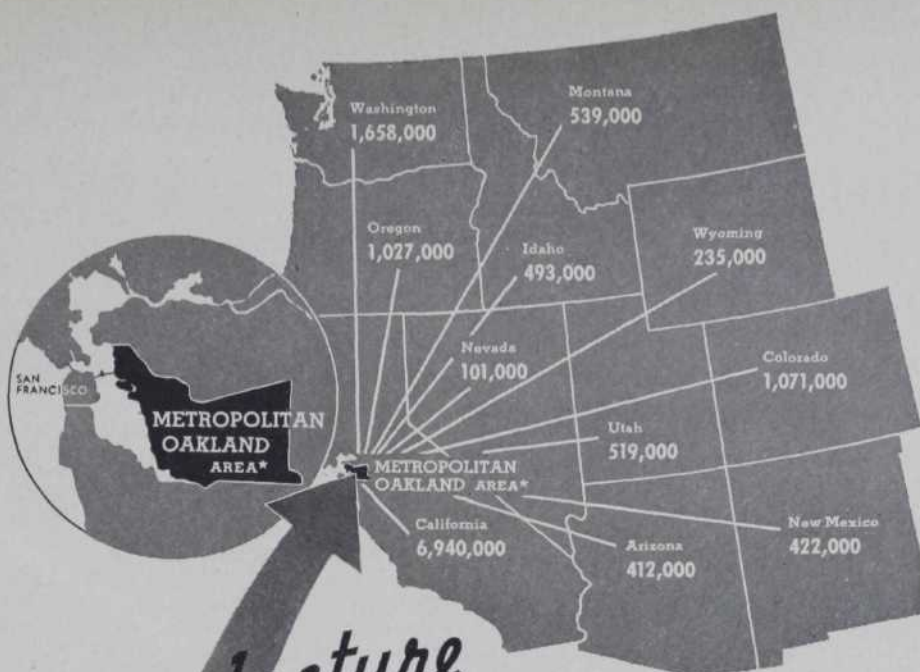 Washington
1,658,000
Montana
539,000
Oregon
1,027,000
Idaho
493,000
Wyoming
235,000
Nevada
101,000
Colorado
1,071,000
Utah
519,000
SAN
FRANCISCO
METROPOLITAN
OAKLAND
AREA*
METROPOLITAN
OAKLAND AREA*
California
6,940,000
Arizona
412,000
New Mexico
422,000